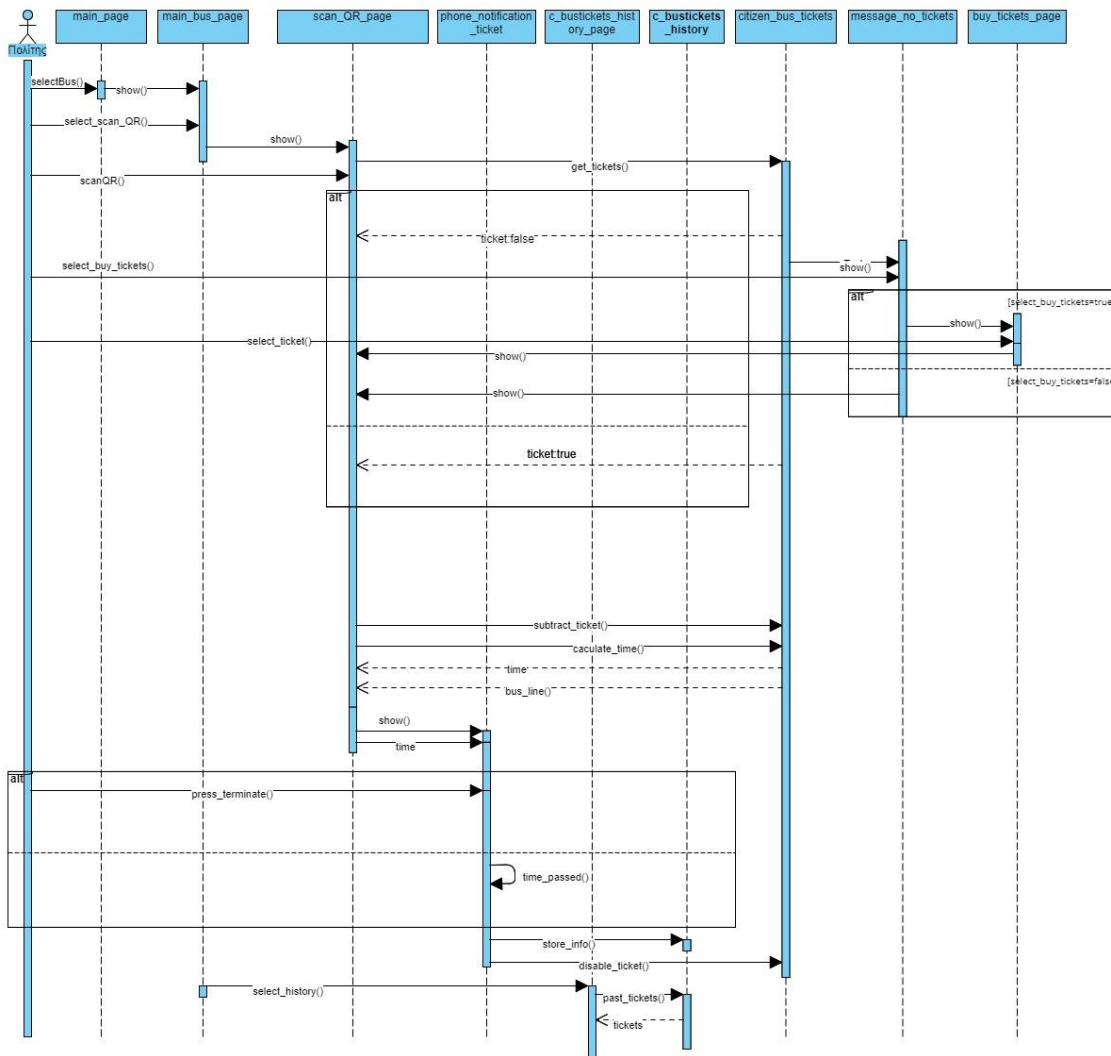 main_page
main_bus_page
scan_QR_page
phone_notification
_ticket
c_bustickets_hist
ory_page
c_bustickets
_history
citizen_bus_tickets
message_no_tickets
buy_tickets_page
Πολίτης
selectBus()
show()
select_scan_QR()
show()
get_tickets()
scanQR()
alt
ticket:false
show()
select_buy_tickets()
alt
[select_buy_tickets=true
show()
select_ticket()
show()
[select_buy_tickets=false
show()
ticket:true
subtract_ticket()
caculate_time()
time
bus_line()
show()
time
alt
press_terminate()
time_passed()
store_info()
disable_ticket()
select_history()
past_tickets()
tickets